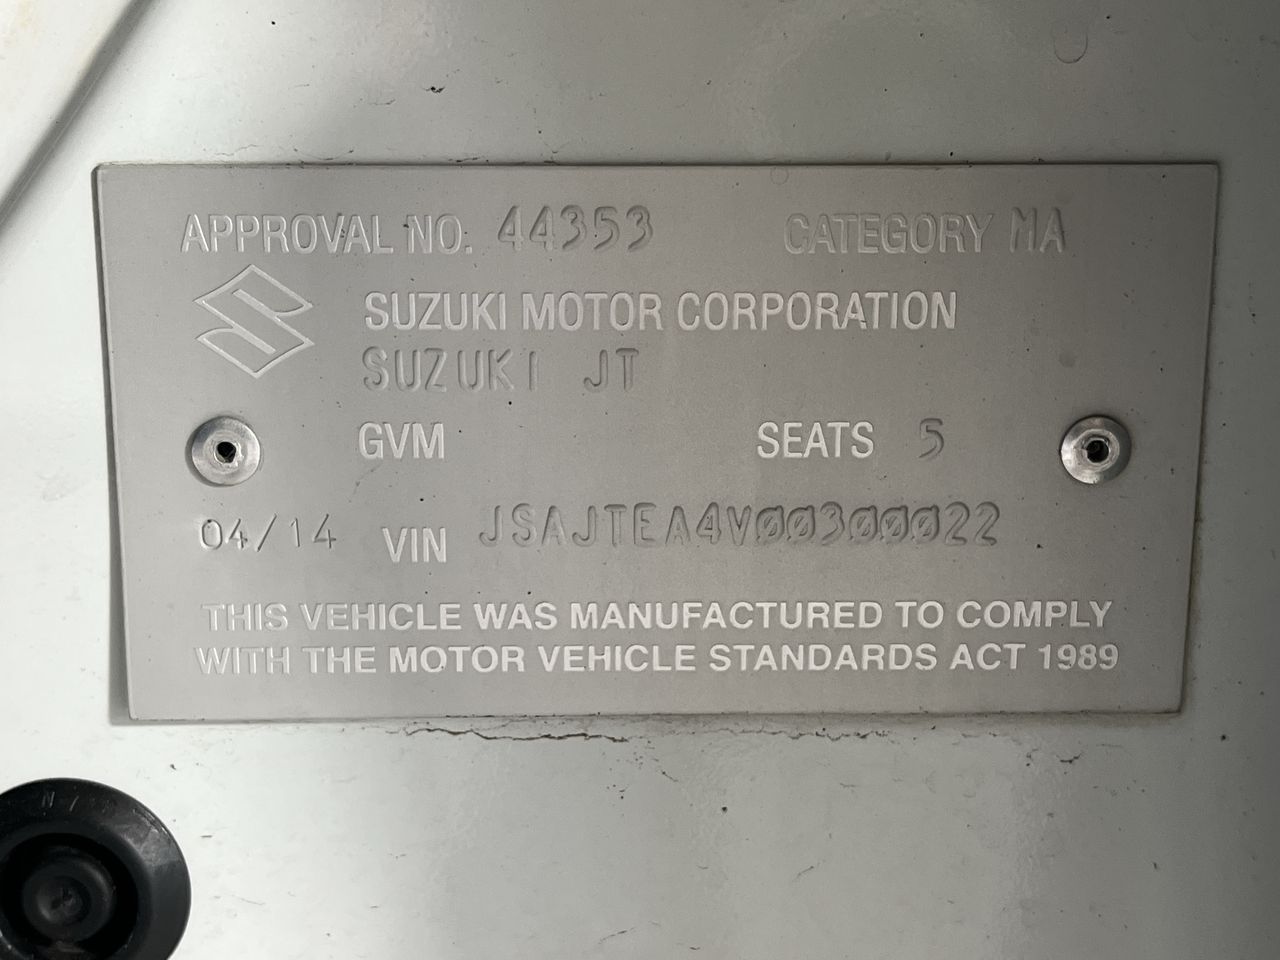 APPROVAL NO. 44353 CATEGORY MA
SUZUKI MOTOR CORPORATION
SUZUKI JT
GVM SEATS 5
04/14 VIN JSAJTEA4V00300022
THIS VEHICLE WAS MANUFACTURED TO COMPLY
WITH THE MOTOR VEHICLE STANDARDS ACT 1989